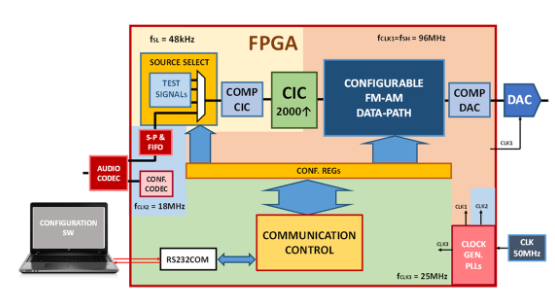 fSL = 48kHz
FPGA
fCLK1=fSH = 96MHz
SOURCE SELECT
TEST
SIGNALs
COMP
CIC
CIC
2000↑
CONFIGURABLE
FM-AM
DATA-PATH
COMP
DAC
DAC
CLK1
S-P &
FIFO
AUDIO
CODEC
CONF.
CODEC
CONF. REGs
fCLK2 = 18MHz
CONFIGURATION
SW
RS232COM
COMMUNICATION
CONTROL
CLK1
CLK2
CLK3
CLOCK
GEN.
PLLs
CLK
50MHz
fCLK3 = 25MHz